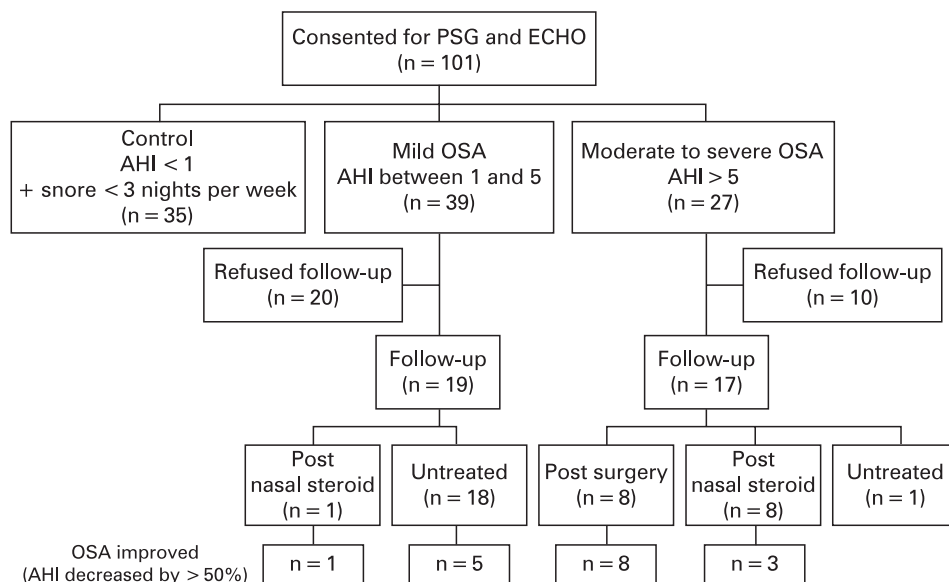 Consented for PSG and ECHO
(n = 101)
Control
AHI < 1
+ snore < 3 nights per week
(n = 35)
Mild OSA
AHI between 1 and 5
(n = 39)
Moderate to severe OSA
AHI > 5
(n = 27)
Refused follow-up
(n = 20)
Refused follow-up
(n = 10)
Follow-up
(n = 19)
Follow-up
(n = 17)
Post
nasal steroid
(n = 1)
Untreated
(n = 18)
Post surgery
(n = 8)
Post
nasal steroid
(n = 8)
Untreated
(n = 1)
OSA improved
(AHI decreased by > 50%)
n = 1
n = 5
n = 8
n = 3